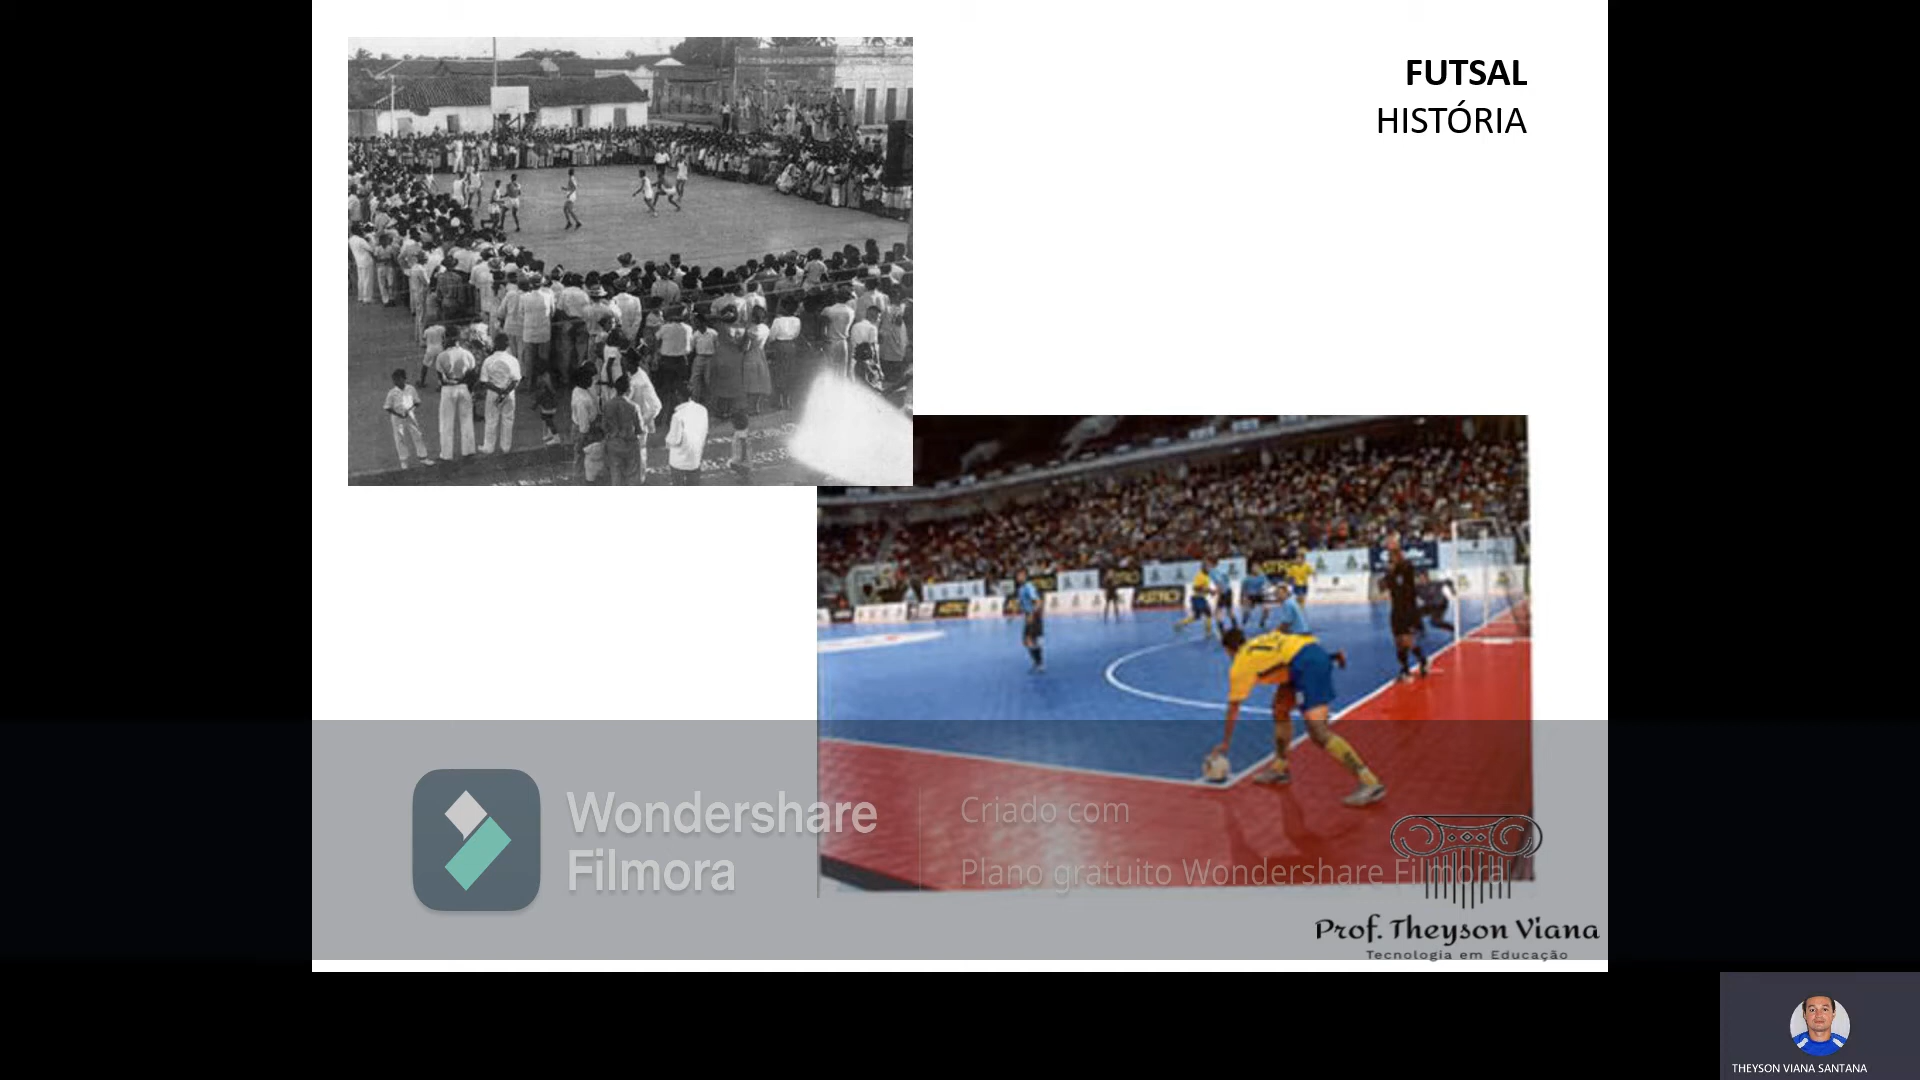 FUTSAL
HISTÓRIA
ASTRO
Wondershare
Filmora
Criado com
Plano gratuito Wondershare Filmora
Prof. Theyson Viana
Tecnologia em Educação
THEYSON VIANA SANTANA